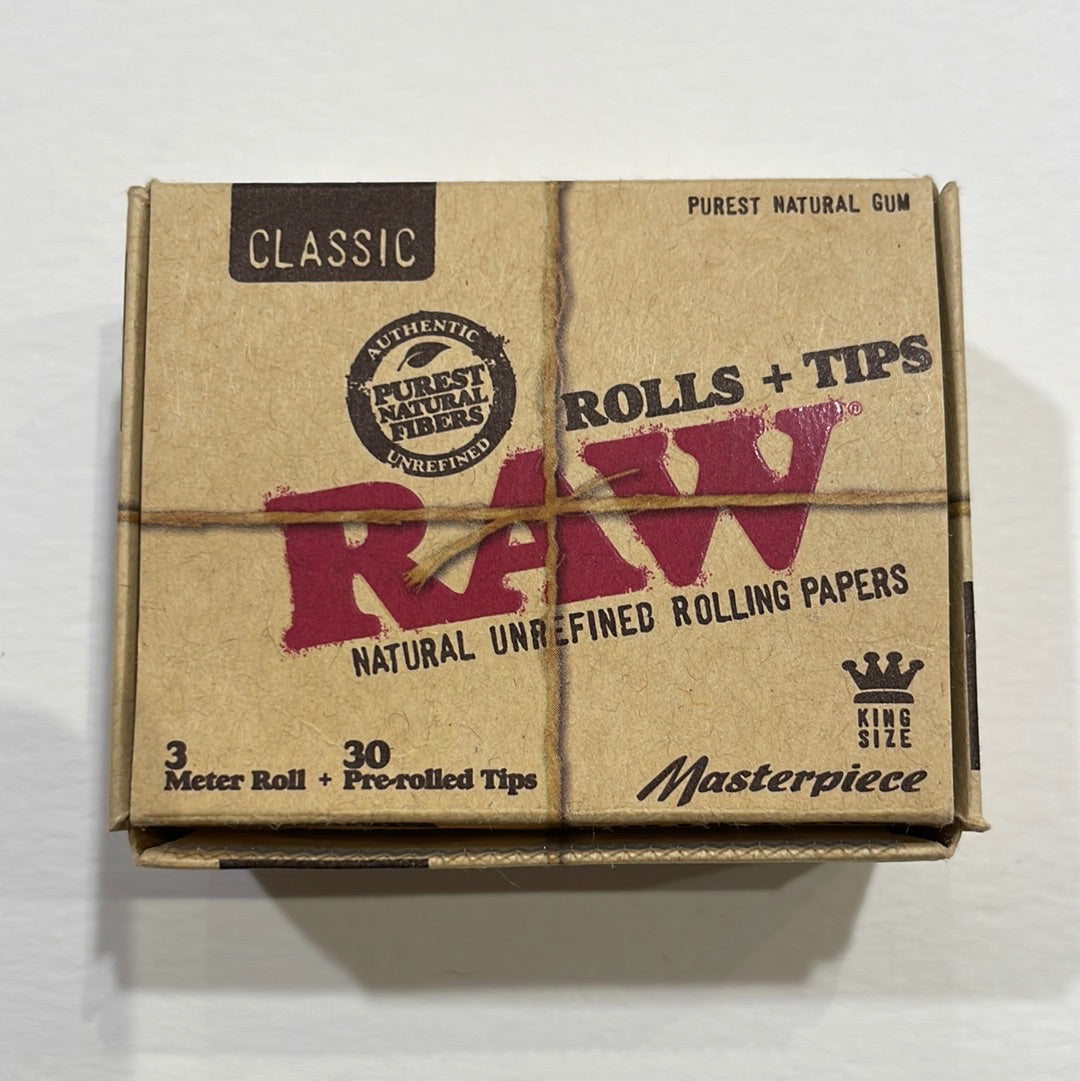 CLASSIC
PUREST NATURAL GUM
AUTHENTIC
PUREST
NATURAL
FIBERS
UNREFINED
ROLLS + TIPS
RAW®
NATURAL UNREFINED ROLLING PAPERS
KING
SIZE
3
Meter Roll + 30 Pre-rolled Tips
Masterpiece